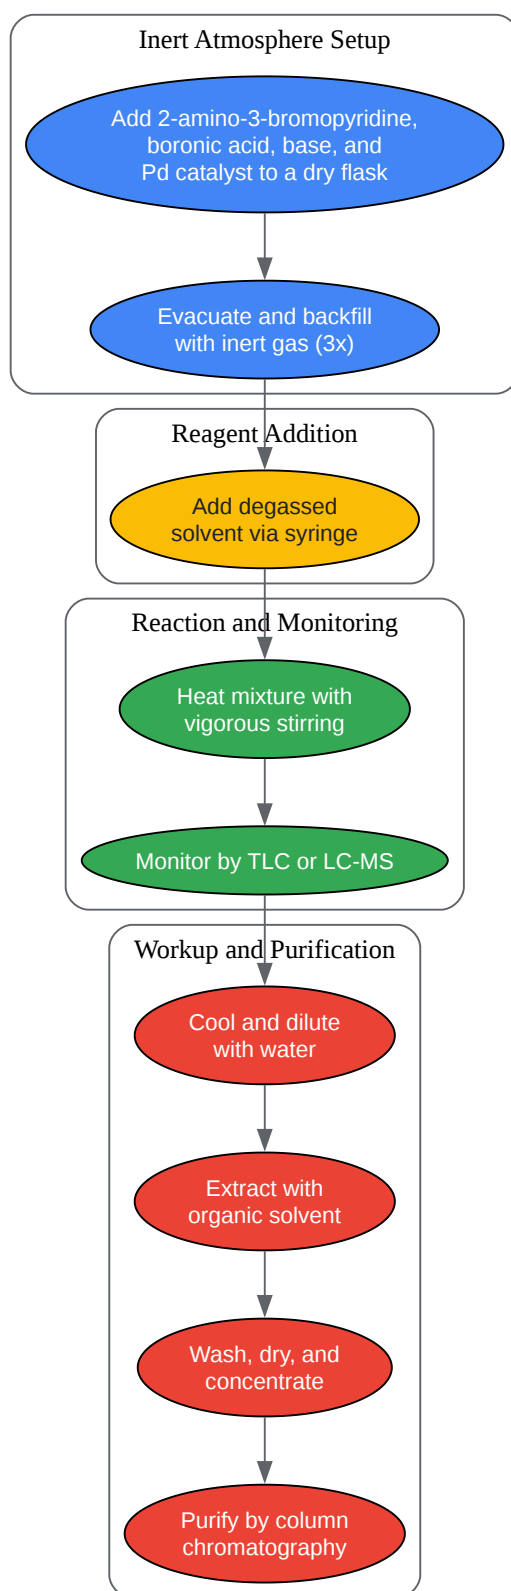 Inert Atmosphere Setup
Add 2-amino-3-bromopyridine,
boronic acid, base, and
Pd catalyst to a dry flask
Evacuate and backfill
with inert gas (3x)
Reagent Addition
Add degassed
solvent via syringe
Reaction and Monitoring
Heat mixture with
vigorous stirring
Monitor by TLC or LC-MS
Workup and Purification
Cool and dilute
with water
Extract with
organic solvent
Wash, dry, and
concentrate
Purify by column
chromatography